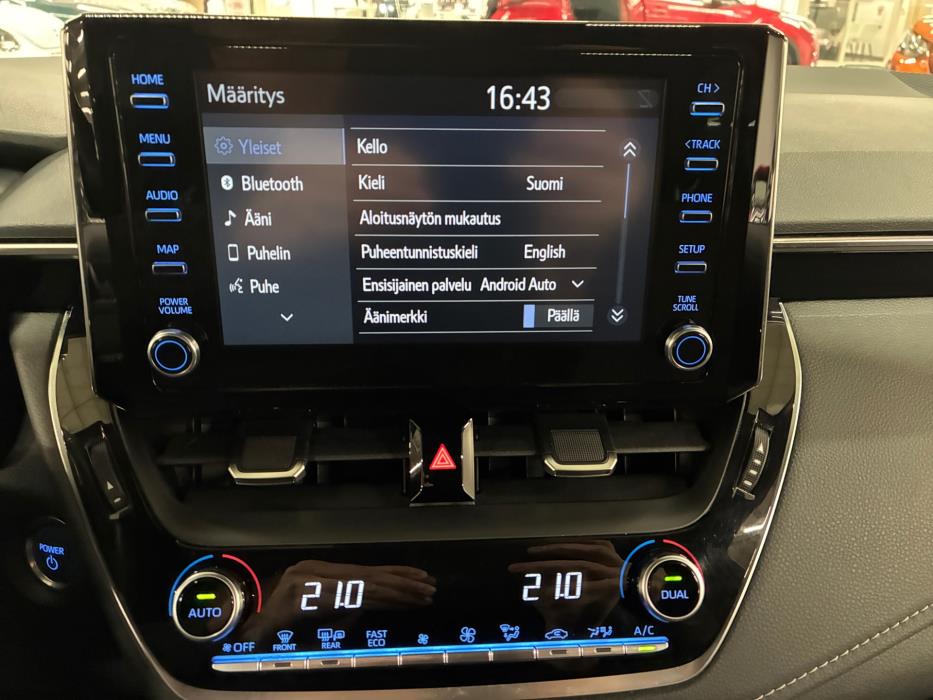 HOME
MENU
AUDIO
MAP
POWER
VOLUME
Määritys
16:43
Yleiset
Bluetooth
Ääni
Puhelin
Puhe
Kello
Kieli Suomi
Aloitusnäytön mukautus
Puheentunnistuskieli English
Ensisijainen palvelu Android Auto
Äänimerkki Päällä
CH >
< TRACK
PHONE
SETUP
TUNE
SCROLL
POWER
AUTO
21.0
21.0
DUAL
OFF
FRONT
REAR
FAST
ECO
A/C